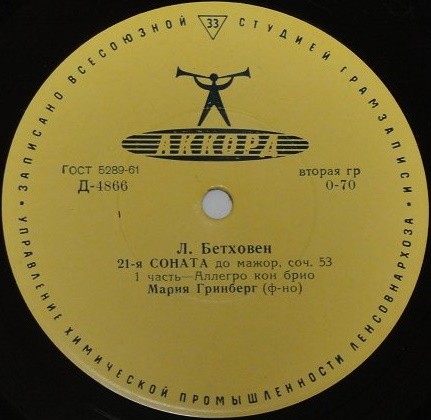 ЗАПИСАНО ВСЕСОЮЗНОЙ СТУДИЕЙ ГРАМЗАПИСИ
33
АККОРД
ГОСТ 5289-61
Д-4866
вторая гр
0-70
Л. Бетховен
21-я СОНАТА до мажор, соч. 53
1 часть—Аллегро кон брио
Мария Гринберг (ф-но)
УПРАВЛЕНИЕ ХИМИЧЕСКОЙ ПРОМЫШЛЕННОСТИ ЛЕНСОВНАРХОЗА